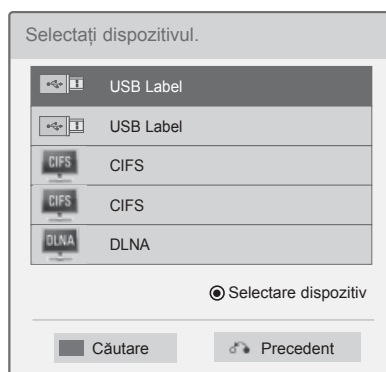 Selectați dispozitivul.
USB Label
USB Label
CIFS CIFS
CIFS CIFS
DLNA DLNA
Selectare dispozitiv
Căutare Precedent